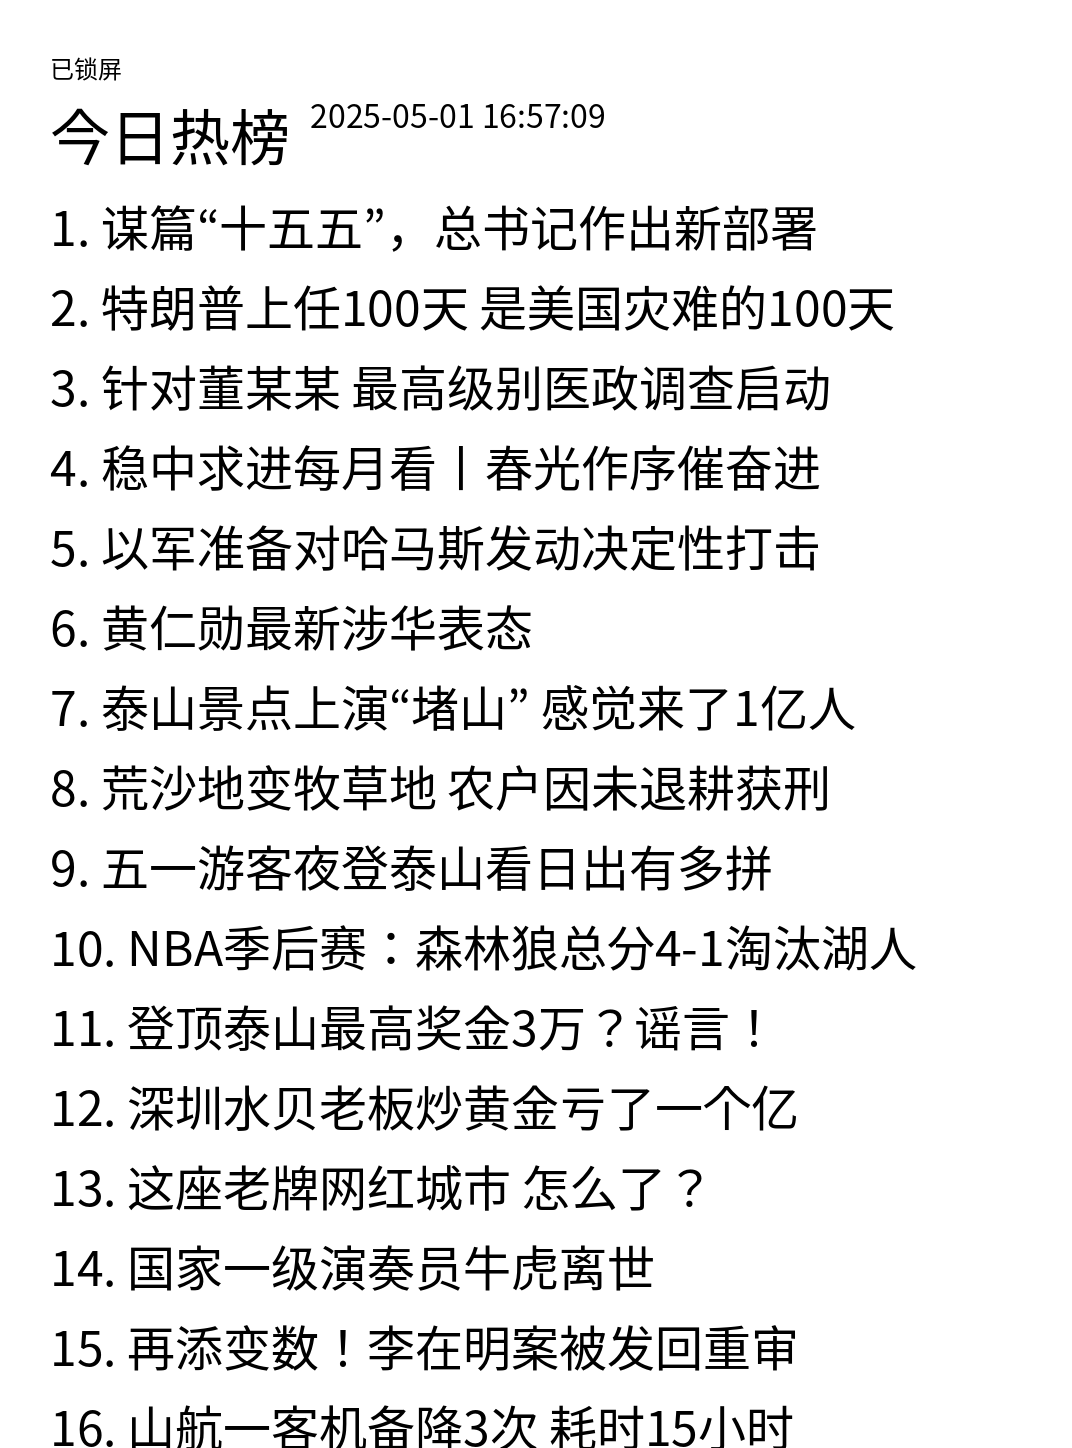 已锁屏
今日热榜 2025-05-01 16:57:09
1. 谋篇“十五五”，总书记作出新部署
2. 特朗普上任100天 是美国灾难的100天
3. 针对董某某 最高级别医政调查启动
4. 稳中求进每月看丨春光作序催奋进
5. 以军准备对哈马斯发动决定性打击
6. 黄仁勋最新涉华表态
7. 泰山景点上演“堵山” 感觉来了1亿人
8. 荒沙地变牧草地 农户因未退耕获刑
9. 五一游客夜登泰山看日出有多拼
10. NBA季后赛：森林狼总分4-1淘汰湖人
11. 登顶泰山最高奖金3万？谣言！
12. 深圳水贝老板炒黄金亏了一个亿
13. 这座老牌网红城市 怎么了？
14. 国家一级演奏员牛虎离世
15. 再添变数！李在明案被发回重审
16. 山航一客机备降3次 耗时15小时